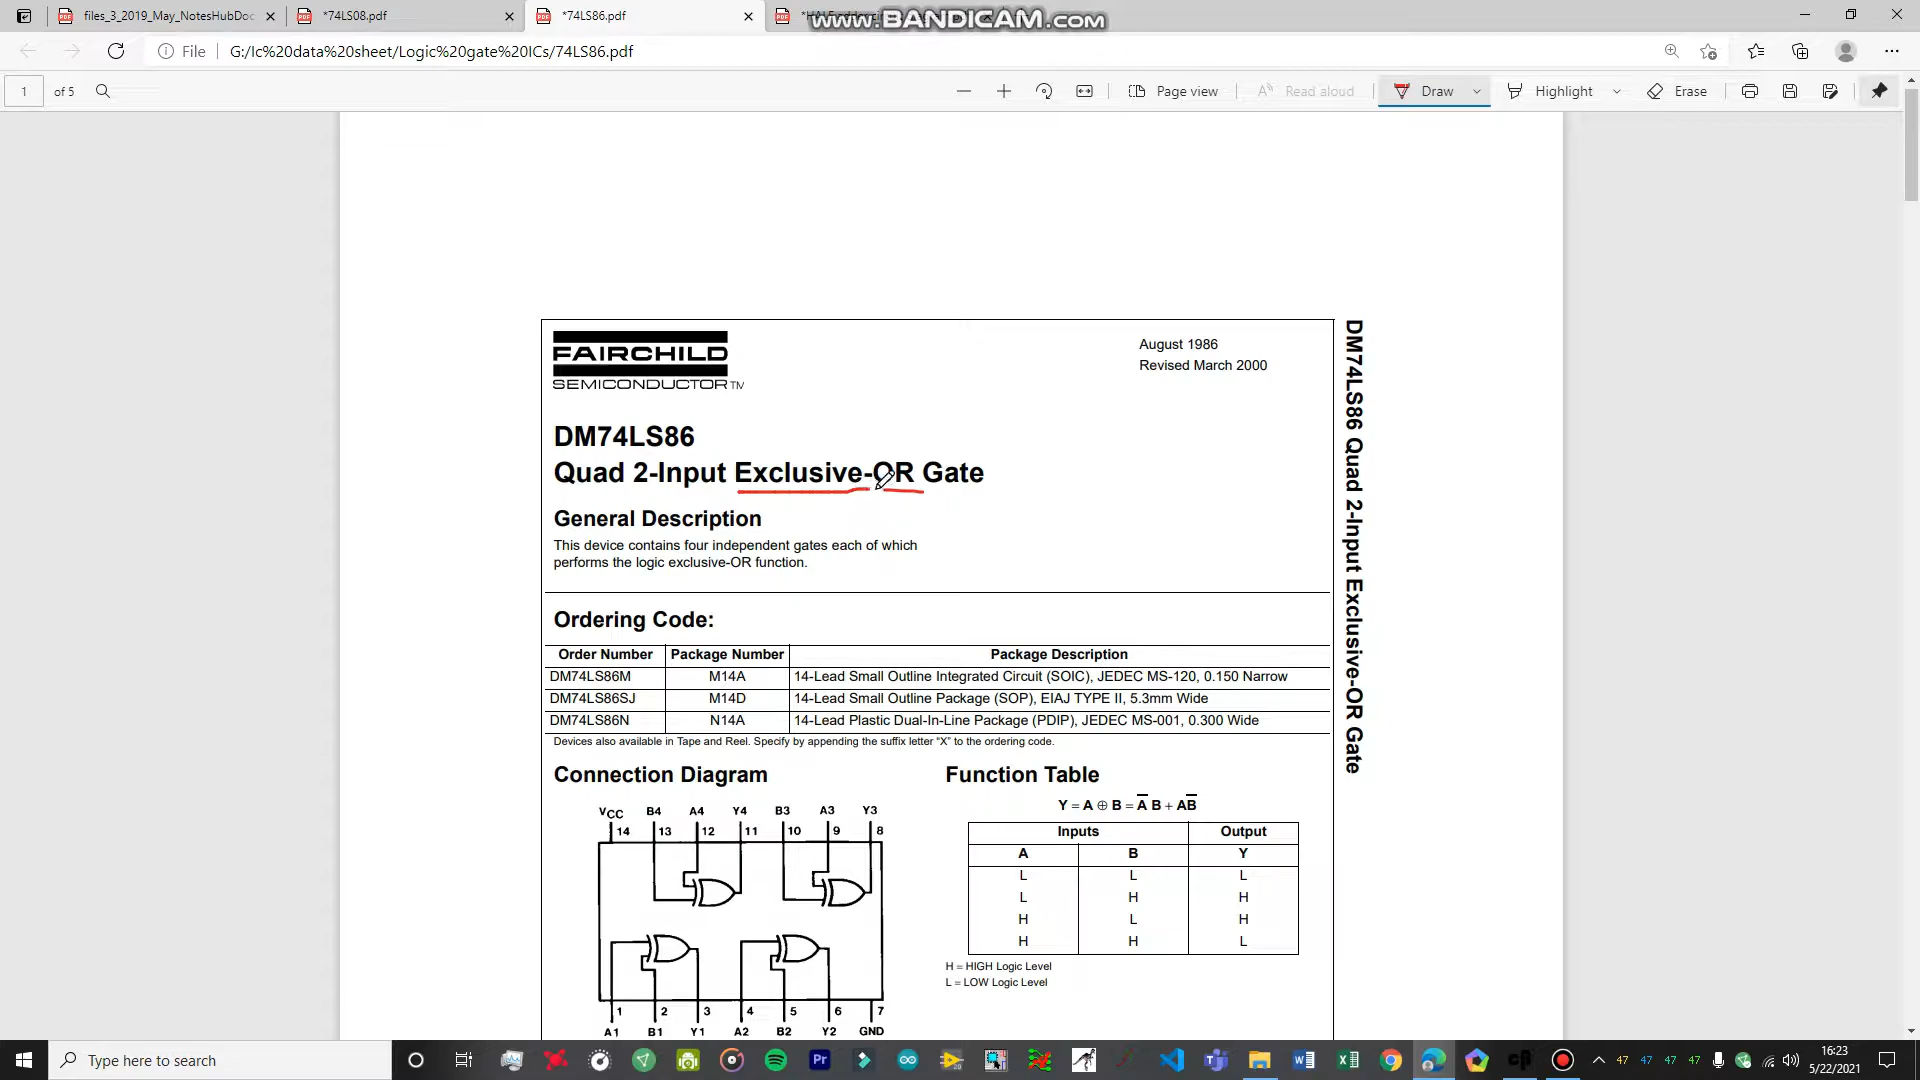 files_3_2019_May_NotesHubDoc
*74LS08.pdf
*74LS86.pdf
www.BANDICAM.com
File
G:/Ic%20data%20sheet/Logic%20gate%20ICs/74LS86.pdf
1
of 5
Page view
Read aloud
Draw
Highlight
Erase
FAIRCHILD
SEMICONDUCTOR TM
August 1986
Revised March 2000
DM74LS86
Quad 2-Input Exclusive-OR Gate
General Description
This device contains four independent gates each of which
performs the logic exclusive-OR function.
Ordering Code:
Order Number Package Number Package Description
DM74LS86M M14A 14-Lead Small Outline Integrated Circuit (SOIC), JEDEC MS-120, 0.150 Narrow
DM74LS86SJ M14D 14-Lead Small Outline Package (SOP), EIAJ TYPE II, 5.3mm Wide
DM74LS86N N14A 14-Lead Plastic Dual-In-Line Package (PDIP), JEDEC MS-001, 0.300 Wide
Devices also available in Tape and Reel. Specify by appending the suffix letter “X” to the ordering code.
Connection Diagram
VCC B4 A4 Y4 B3 A3 Y3
14 13 12 11 10 9 8
1 2 3 4 5 6 7
A1 B1 Y1 A2 B2 Y2 GND
Function Table
Y = A ⊕ B = A̅ B + AB̅
Inputs Output
A B Y
L L L
L H H
H L H
H H L
H = HIGH Logic Level
L = LOW Logic Level
DM74LS86 Quad 2-Input Exclusive-OR Gate
Type here to search
Pr
20
47 47 47 47
16:23
5/22/2021